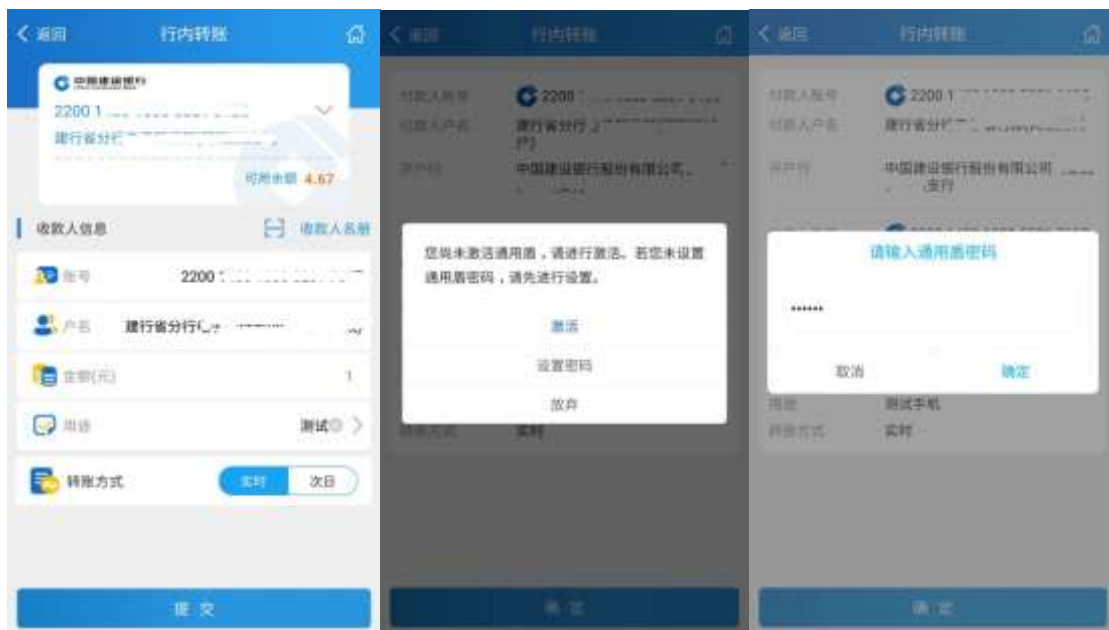 返回 行内转账
中国建设银行
2200 1
建行省分行
可用余额 4.67
收款人信息 收款人名册
账号 2200
户名 建行省分行
金额(元) 1
用途 测试
转账方式 实时 次日
提 交
返回 行内转账
付款人账号 2200
付款人户名 建行省分行
户)
开户行 中国建设银行股份有限公司
您尚未激活通用盾，请进行激活。若您未设置
通用盾密码，请先进行设置。
激活
设置密码
放弃
转账方式 实时
确 定
返回 行内转账
付款人账号 2200 1
付款人户名 建行省分行
开户行 中国建设银行股份有限公司
支行
请输入通用盾密码
••••••
取消 确定
用途 测试手机
转账方式 实时
确 定